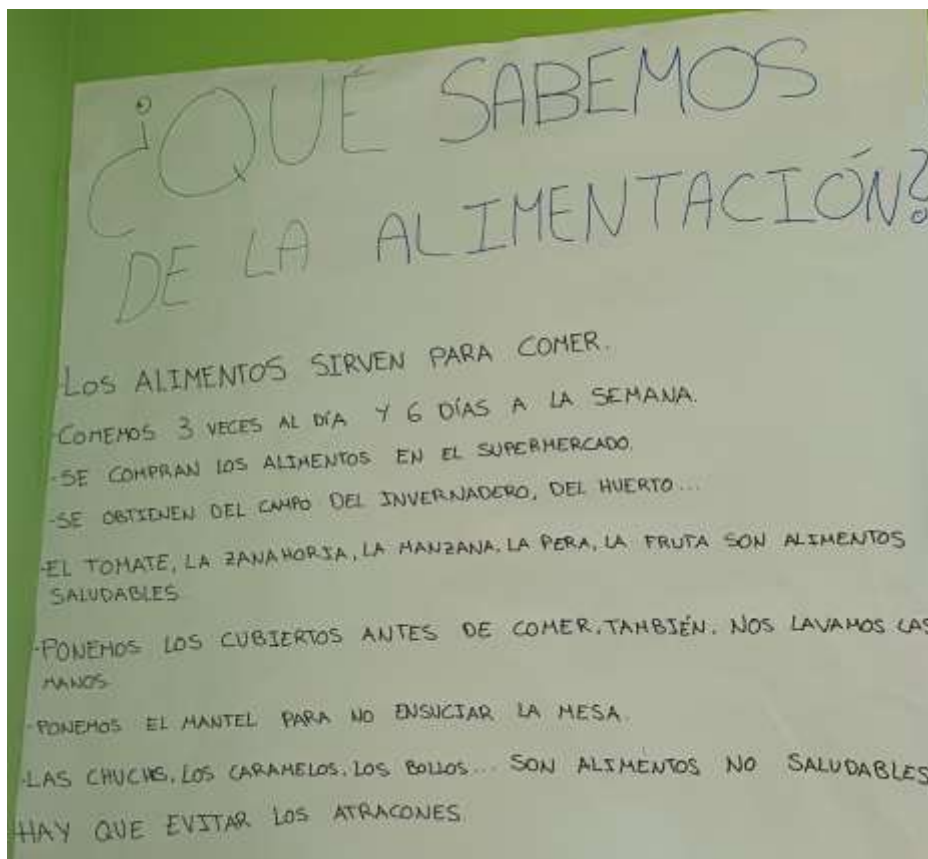 ¿QUÉ SABEMOS
DE LA ALIMENTACIÓN?
LOS ALIMENTOS SIRVEN PARA COMER.
-COMEMOS 3 VECES AL DÍA Y 6 DÍAS A LA SEMANA.
-SE COMPRAN LOS ALIMENTOS EN EL SUPERMERCADO.
-SE OBTIENEN DEL CAMPO DEL INVERNADERO, DEL HUERTO...
-EL TOMATE, LA ZANAHORIA, LA MANZANA, LA PERA, LA FRUTA SON ALIMENTOS
SALUDABLES.
-PONEMOS LOS CUBIERTOS ANTES DE COMER. TAMBIÉN. NOS LAVAMOS LAS
MANOS.
-PONEMOS EL MANTEL PARA NO ENSUCIAR LA MESA.
-LAS CHUCHES, LOS CARAMELOS, LOS BOLLOS... SON ALIMENTOS NO SALUDABLES
HAY QUE EVITAR LOS ATRACONES.